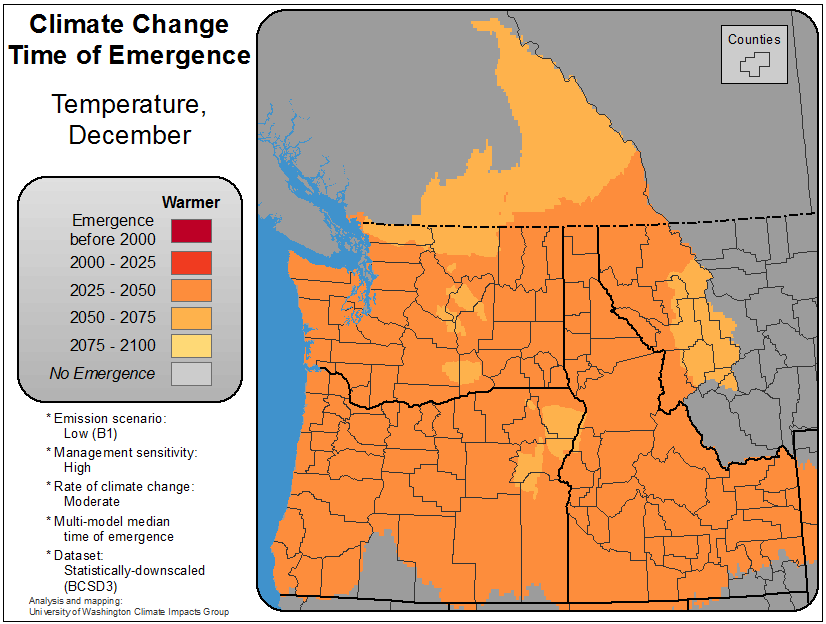 Climate Change
Time of Emergence
Temperature,
December
Counties
Warmer
Emergence
before 2000
2000 - 2025
2025 - 2050
2050 - 2075
2075 - 2100
No Emergence
* Emission scenario:
Low (B1)
* Management sensitivity:
High
* Rate of climate change:
Moderate
* Multi-model median
time of emergence
* Dataset:
Statistically-downscaled
(BCSD3)
Analysis and mapping:
University of Washington Climate Impacts Group